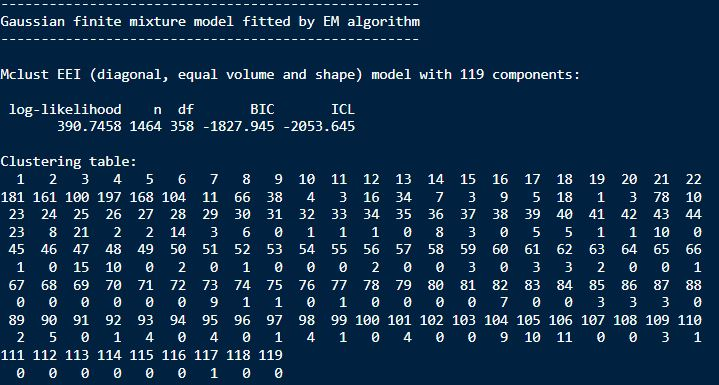 ----------------------------------------------------
Gaussian finite mixture model fitted by EM algorithm
----------------------------------------------------
Mclust EEI (diagonal, equal volume and shape) model with 119 components:
log-likelihood n df BIC ICL
390.7458 1464 358 -1827.945 -2053.645
Clustering table:
1 2 3 4 5 6 7 8 9 10 11 12 13 14 15 16 17 18 19 20 21 22
181 161 100 197 168 104 11 66 38 4 3 16 34 7 3 9 5 18 1 3 78 10
23 24 25 26 27 28 29 30 31 32 33 34 35 36 37 38 39 40 41 42 43 44
23 8 21 2 2 14 3 6 0 1 1 1 0 8 3 0 5 5 1 1 10 0
45 46 47 48 49 50 51 52 53 54 55 56 57 58 59 60 61 62 63 64 65 66
1 0 15 10 0 2 0 1 0 0 0 2 0 0 3 0 3 3 2 0 0 1
67 68 69 70 71 72 73 74 75 76 77 78 79 80 81 82 83 84 85 86 87 88
0 0 0 0 0 9 1 1 0 1 0 0 0 0 0 7 0 0 3 3 3 0
89 90 91 92 93 94 95 96 97 98 99 100 101 102 103 104 105 106 107 108 109 110
2 5 0 1 4 0 4 0 1 4 1 0 4 0 0 9 10 11 0 0 3 1
111 112 113 114 115 116 117 118 119
0 0 0 0 0 0 1 0 0